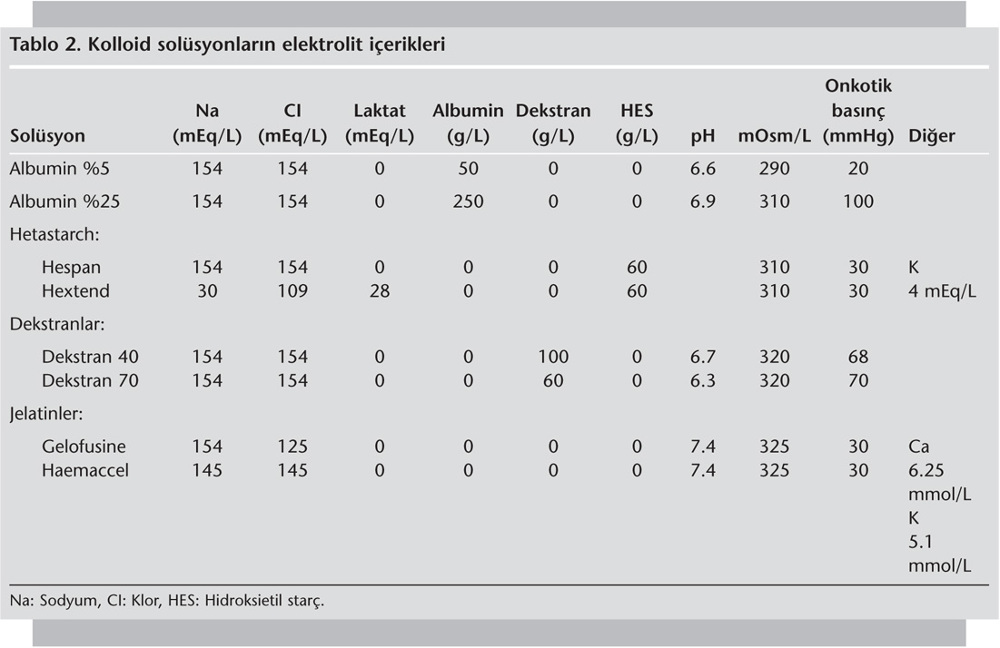 Tablo 2. Kolloid solüsyonların elektrolit içerikleri
Onkotik
Na CI Laktat Albumin Dekstran HES basınç
Solüsyon (mEq/L) (mEq/L) (mEq/L) (g/L) (g/L) (g/L) pH mOsm/L (mmHg) Diğer
Albumin %5 154 154 0 50 0 0 6.6 290 20
Albumin %25 154 154 0 250 0 0 6.9 310 100
Hetastarch:
Hespan 154 154 0 0 0 60 310 30 K
Hextend 30 109 28 0 0 60 310 30 4 mEq/L
Dekstranlar:
Dekstran 40 154 154 0 0 100 0 6.7 320 68
Dekstran 70 154 154 0 0 60 0 6.3 320 70
Jelatinler:
Gelofusine 154 125 0 0 0 0 7.4 325 30 Ca
Haemaccel 145 145 0 0 0 0 7.4 325 30 6.25
mmol/L
K
5.1
mmol/L
Na: Sodyum, CI: Klor, HES: Hidroksietil starç.